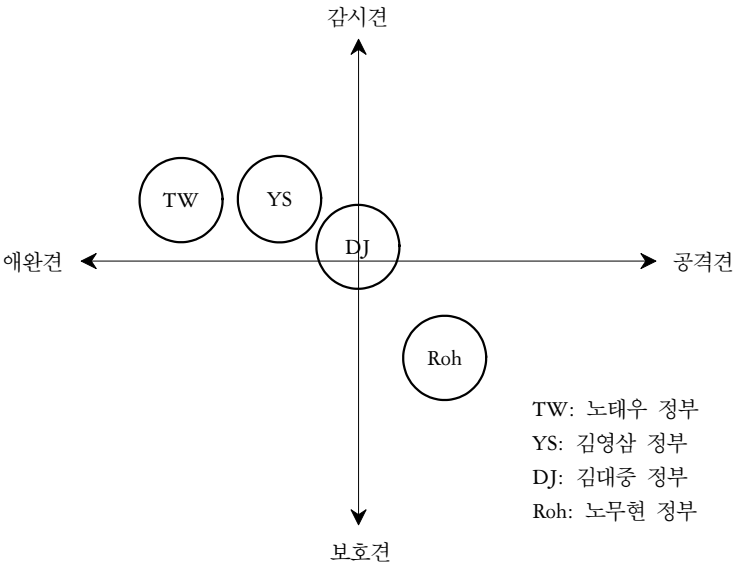 감시견
TW
YS
DJ
애완견
공격견
Roh
TW: 노태우 정부
YS: 김영삼 정부
DJ: 김대중 정부
Roh: 노무현 정부
보호견